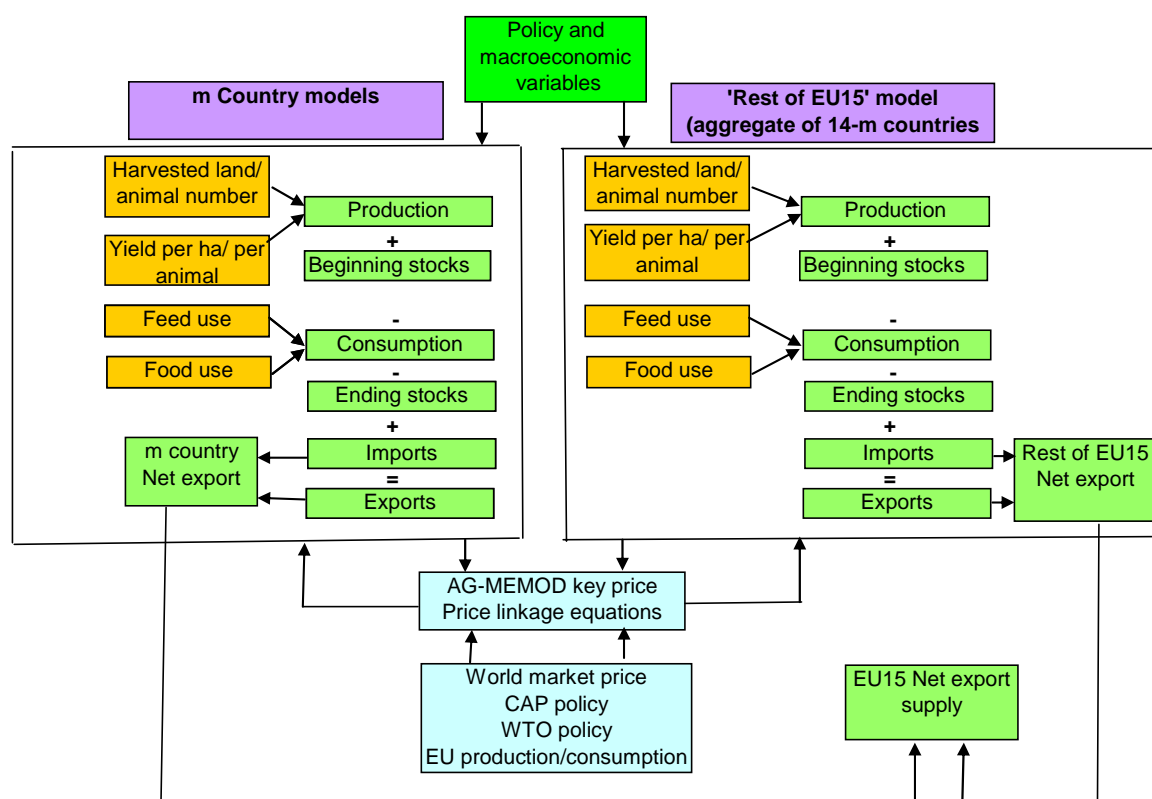 Policy and
macroeconomic
variables
m Country models
'Rest of EU15' model
(aggregate of 14-m countries
Harvested land/
animal number
Production
+
Yield per ha/ per
animal
Beginning stocks
Feed use
-
Consumption
Food use
-
Ending stocks
+
m country
Net export
Imports
=
Exports
Harvested land/
animal number
Production
+
Yield per ha/ per
animal
Beginning stocks
Feed use
-
Consumption
Food use
-
Ending stocks
+
Imports
=
Exports
Rest of EU15
Net export
AG-MEMOD key price
Price linkage equations
World market price
CAP policy
WTO policy
EU production/consumption
EU15 Net export
supply